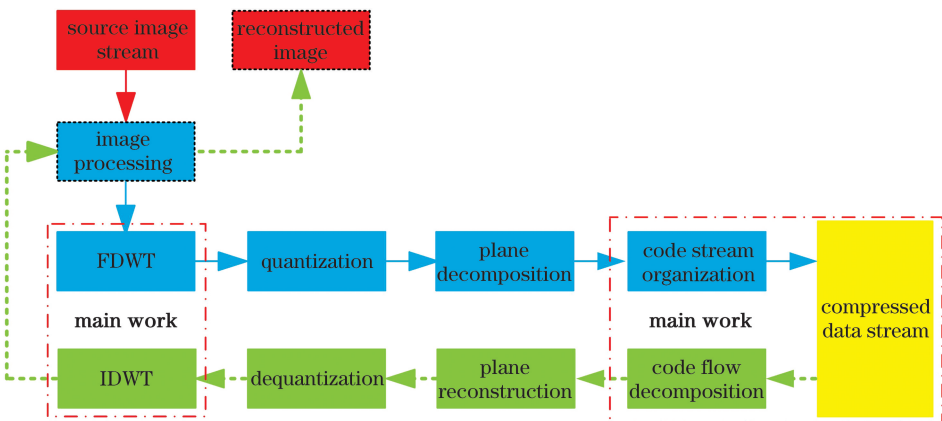 source image
stream
reconstructed
image
image
processing
FDWT
quantization
plane
decomposition
code stream
organization
compressed
data stream
main work
main work
IDWT
dequantization
plane
reconstruction
code flow
decomposition